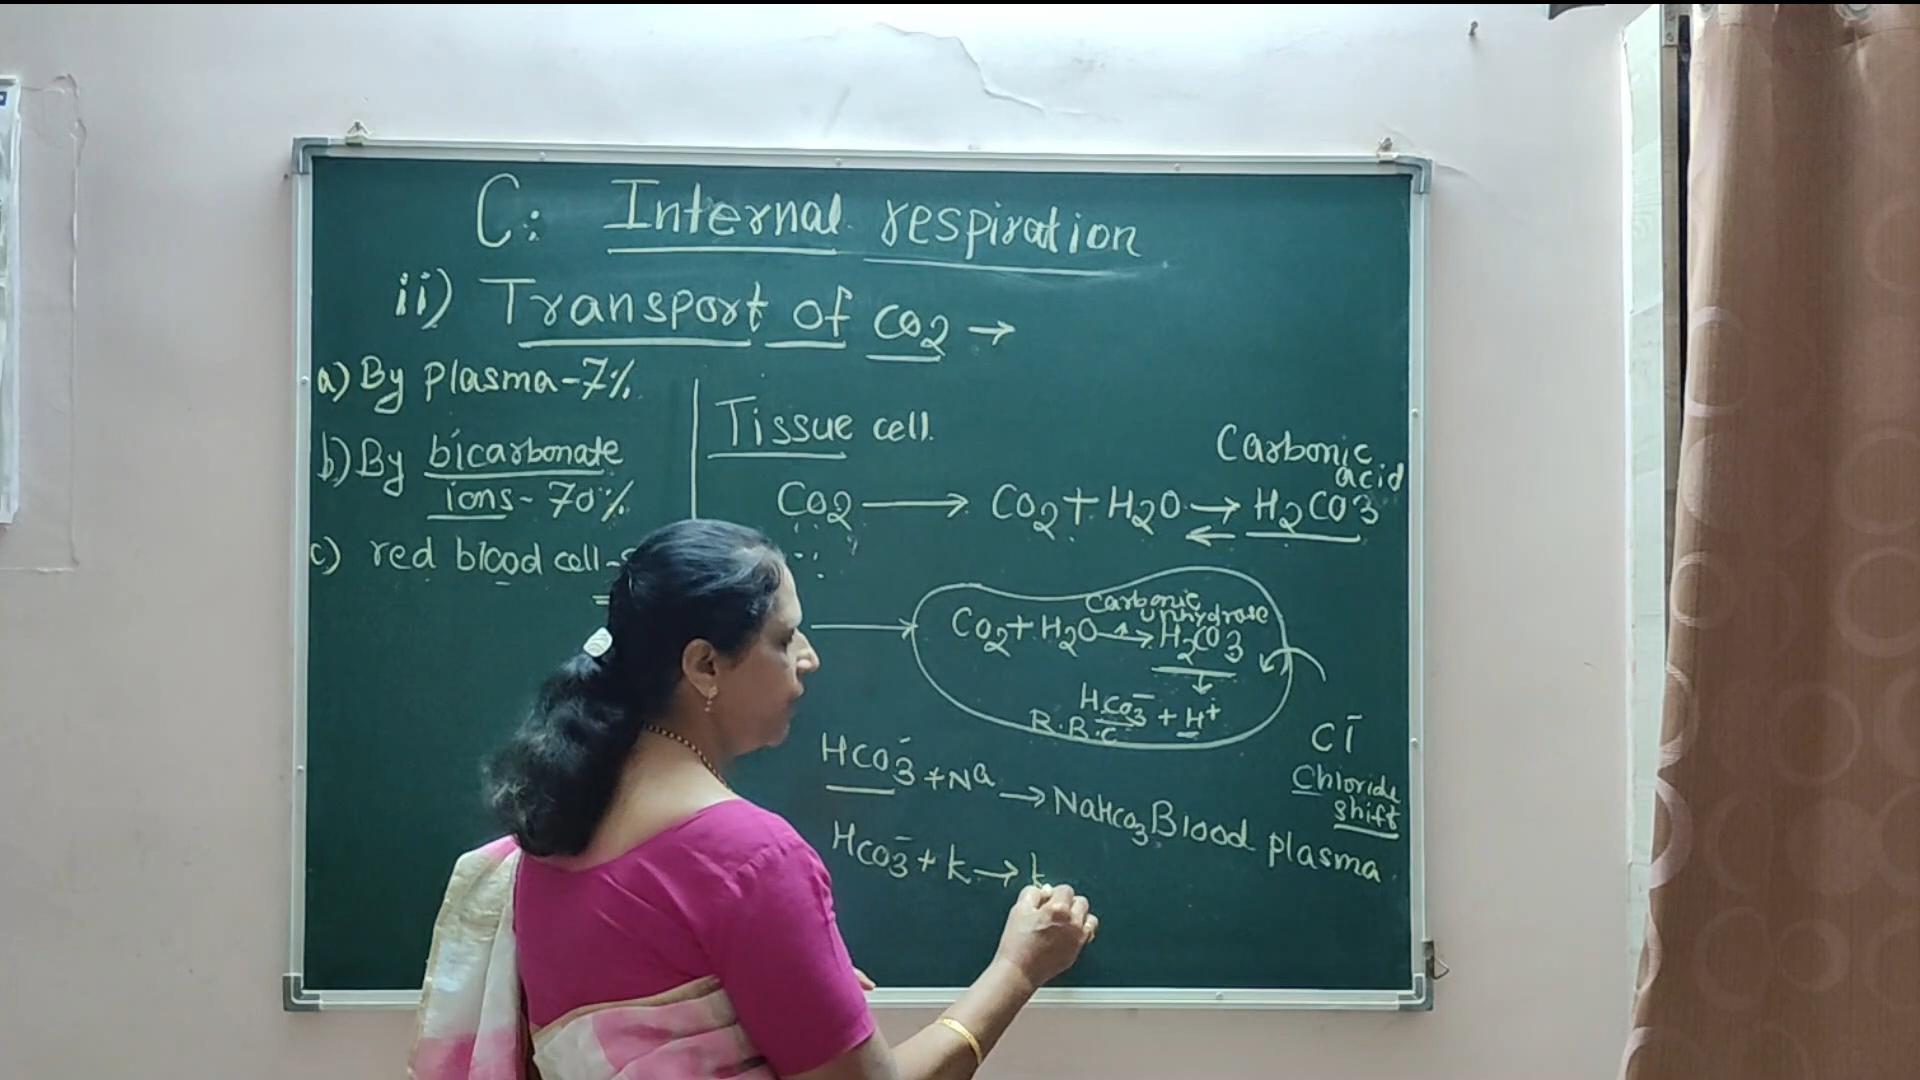 C: Internal respiration
ii) Transport of CO2 →
a) By plasma - 7%
b) By bicarbonate
ions - 70%
c) red blood cell -
Tissue cell.
Carbonic
acid
CO2 → CO2 + H2O → H2CO3
←
Carbonic
unhydrase
→ CO2 + H2O → H2CO3
↓
HCO3⁻ + H⁺
R.B.C
Cl⁻
Chloride
shift
HCO3⁻ + Na → NaHCO3 Blood plasma
HCO3⁻ + k → k